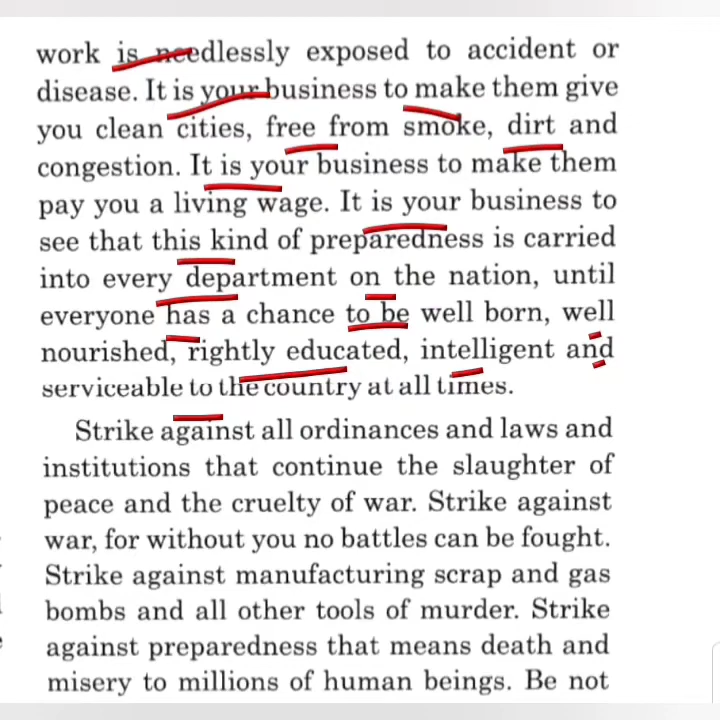 work is needlessly exposed to accident or
disease. It is your business to make them give
you clean cities, free from smoke, dirt and
congestion. It is your business to make them
pay you a living wage. It is your business to
see that this kind of preparedness is carried
into every department on the nation, until
everyone has a chance to be well born, well
nourished, rightly educated, intelligent and
serviceable to the country at all times.
Strike against all ordinances and laws and
institutions that continue the slaughter of
peace and the cruelty of war. Strike against
war, for without you no battles can be fought.
Strike against manufacturing scrap and gas
bombs and all other tools of murder. Strike
against preparedness that means death and
misery to millions of human beings. Be not